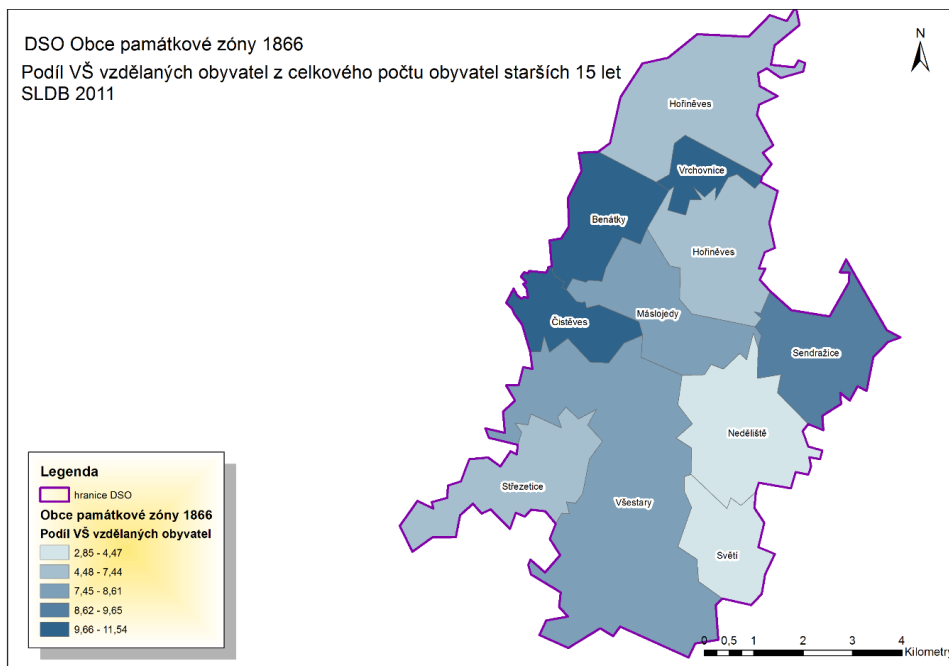 DSO Obce památkové zóny 1866
Podíl VŠ vzdělaných obyvatel z celkového počtu obyvatel starších 15 let
SLDB 2011
N
Hořiněves
Vrchovnice
Benátky
Hořiněves
Máslojedy
Čistěves
Sendražice
Neděliště
Střezetice
Všestary
Světí
Legenda
hranice DSO
Obce památkové zóny 1866
Podíl VŠ vzdělaných obyvatel
2,85 - 4,47
4,48 - 7,44
7,45 - 8,61
8,62 - 9,65
9,66 - 11,54
0 0,5 1 2 3 4
Kilometry